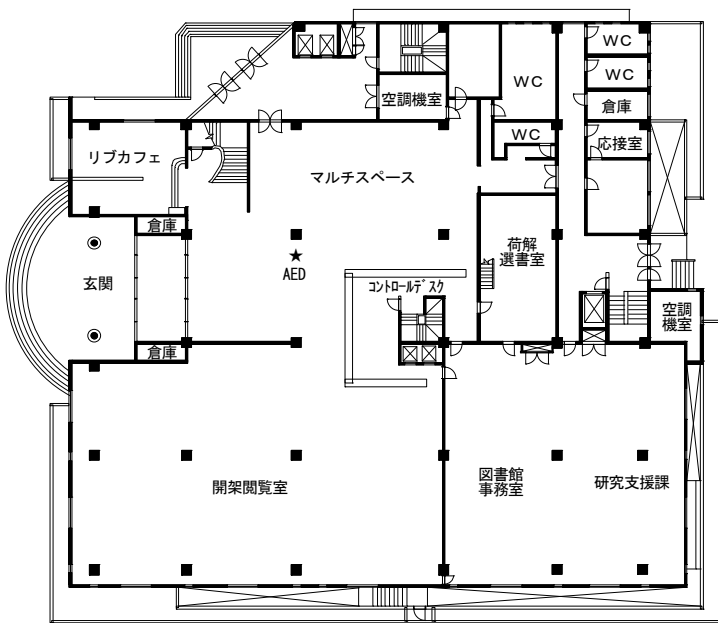 WC
WC
WC
空調機室
倉庫
WC
応接室
リブカフェ
マルチスペース
倉庫
荷解
選書室
玄関
★
AED
コントロールデスク
空調
機室
倉庫
開架閲覧室
図書館
事務室
研究支援課